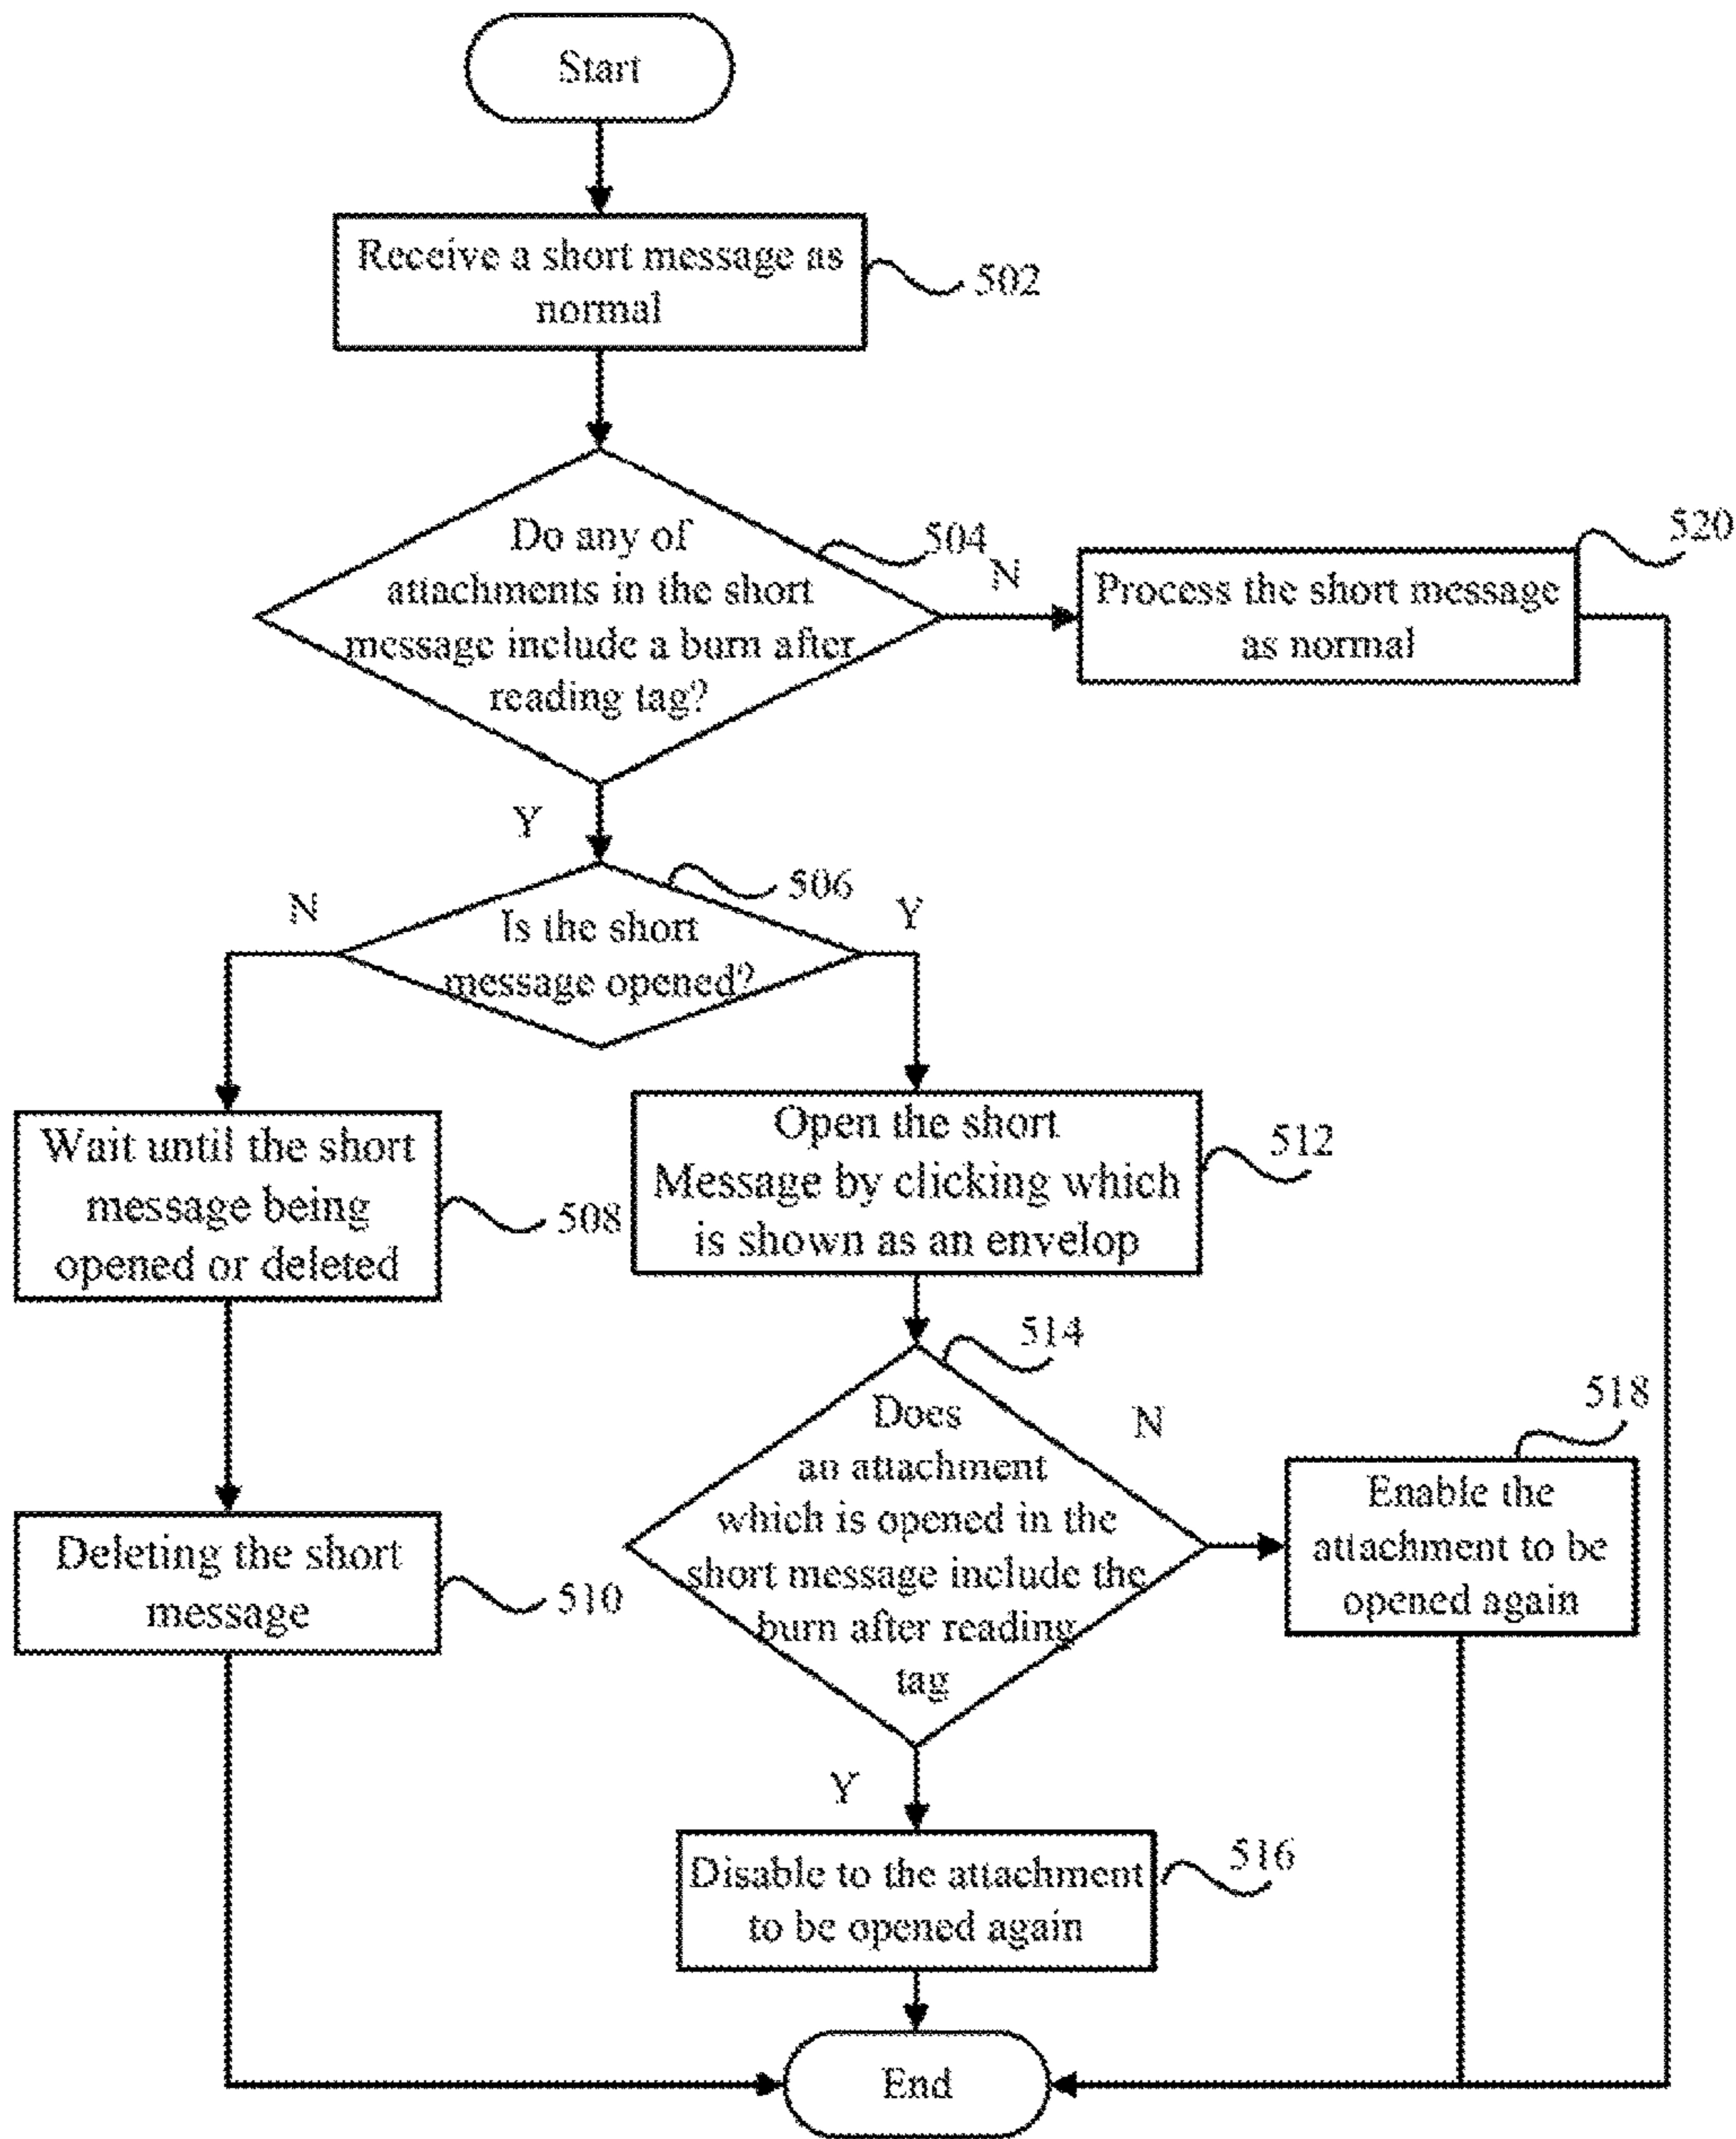 Start
Receive a short message as
normal
502
Do any of
attachments in the short
message include a burn after
reading tag?
504
N
Process the short message
as normal
520
Y
Is the short
message opened?
506
N
Y
Wait until the short
message being
opened or deleted
508
Open the short
Message by clicking which
is shown as an envelop
512
Deleting the short
message
510
Does
an attachment
which is opened in the
short message include the
burn after reading
tag
514
N
Enable the
attachment to be
opened again
518
Y
Disable to the attachment
to be opened again
516
End